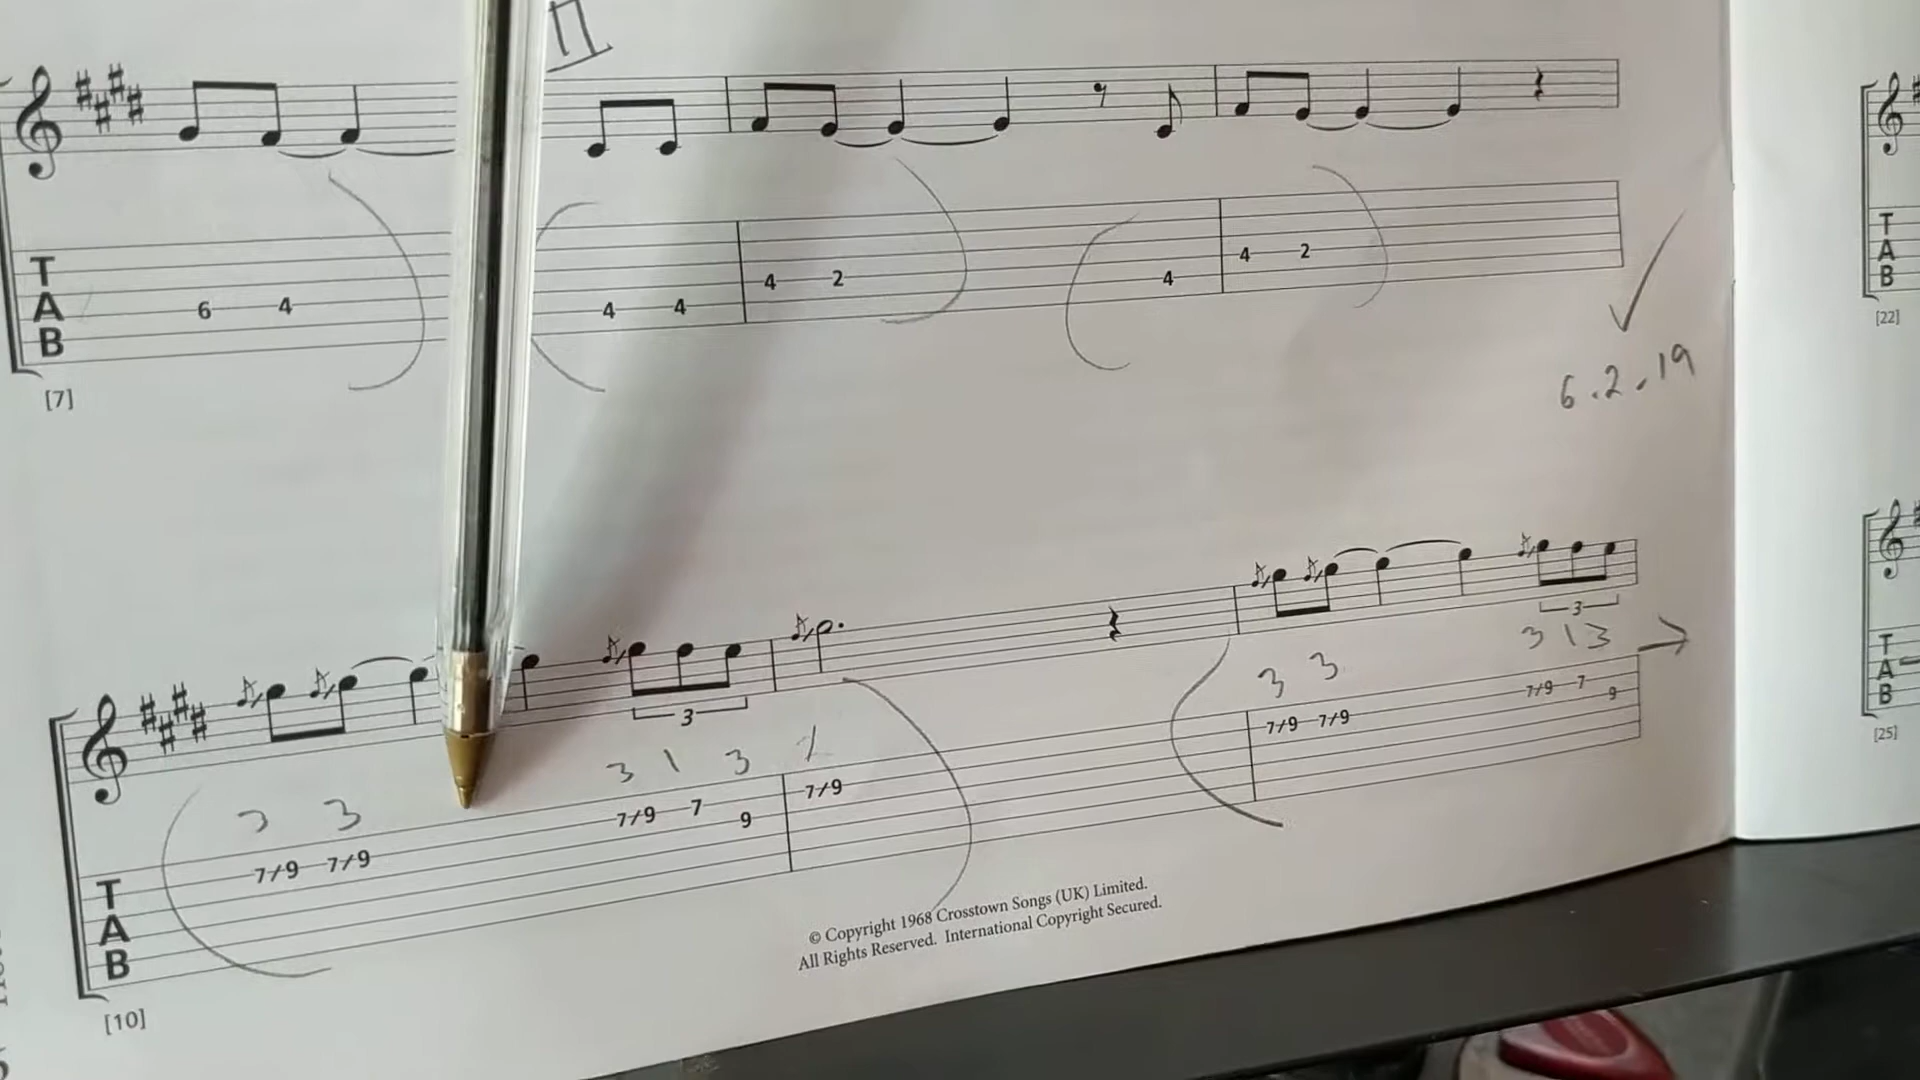 II
T
A
B
6 4 4 4 4 2 4 4 2
[7]
6.2.19
3
3
3 1 3
3 3 3 1 3
3 3
7/9 7/9 7/9 7 9
7/9 7/9 7/9 7 9 7/9
T
A
B
[10]
© Copyright 1968 Crosstown Songs (UK) Limited.
All Rights Reserved. International Copyright Secured.
T
A
B
[22]
T
A
B
[25]